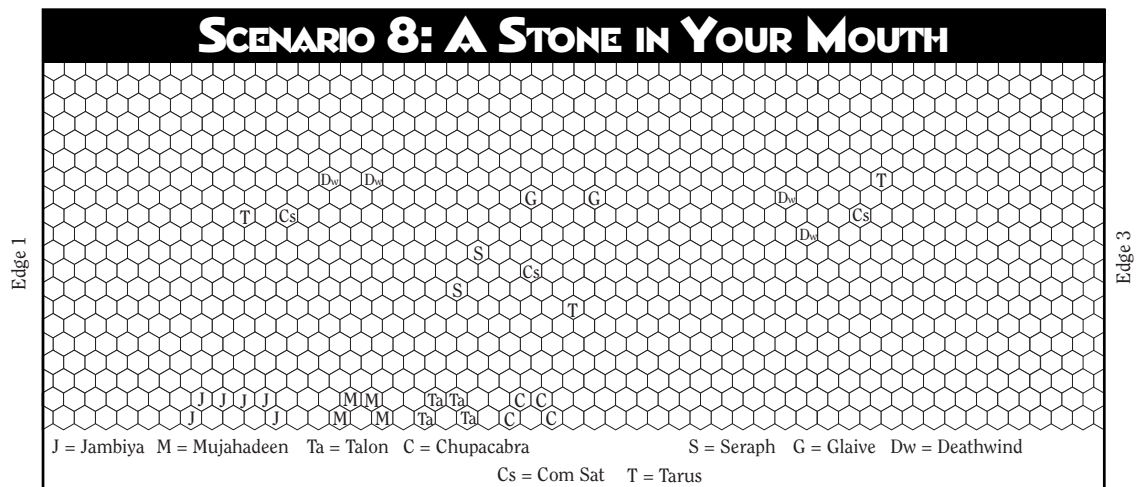 SCENARIO 8: A STONE IN YOUR MOUTH
Dw Dw T
G G Dw
T Cs Cs
Dw
S
Cs
S
T
Edge 1
Edge 3
J J J J M M Ta Ta C C
J J M M Ta Ta C C
J = Jambiya M = Mujahadeen Ta = Talon C = Chupacabra S = Seraph G = Glaive Dw = Deathwind
Cs = Com Sat T = Tarus